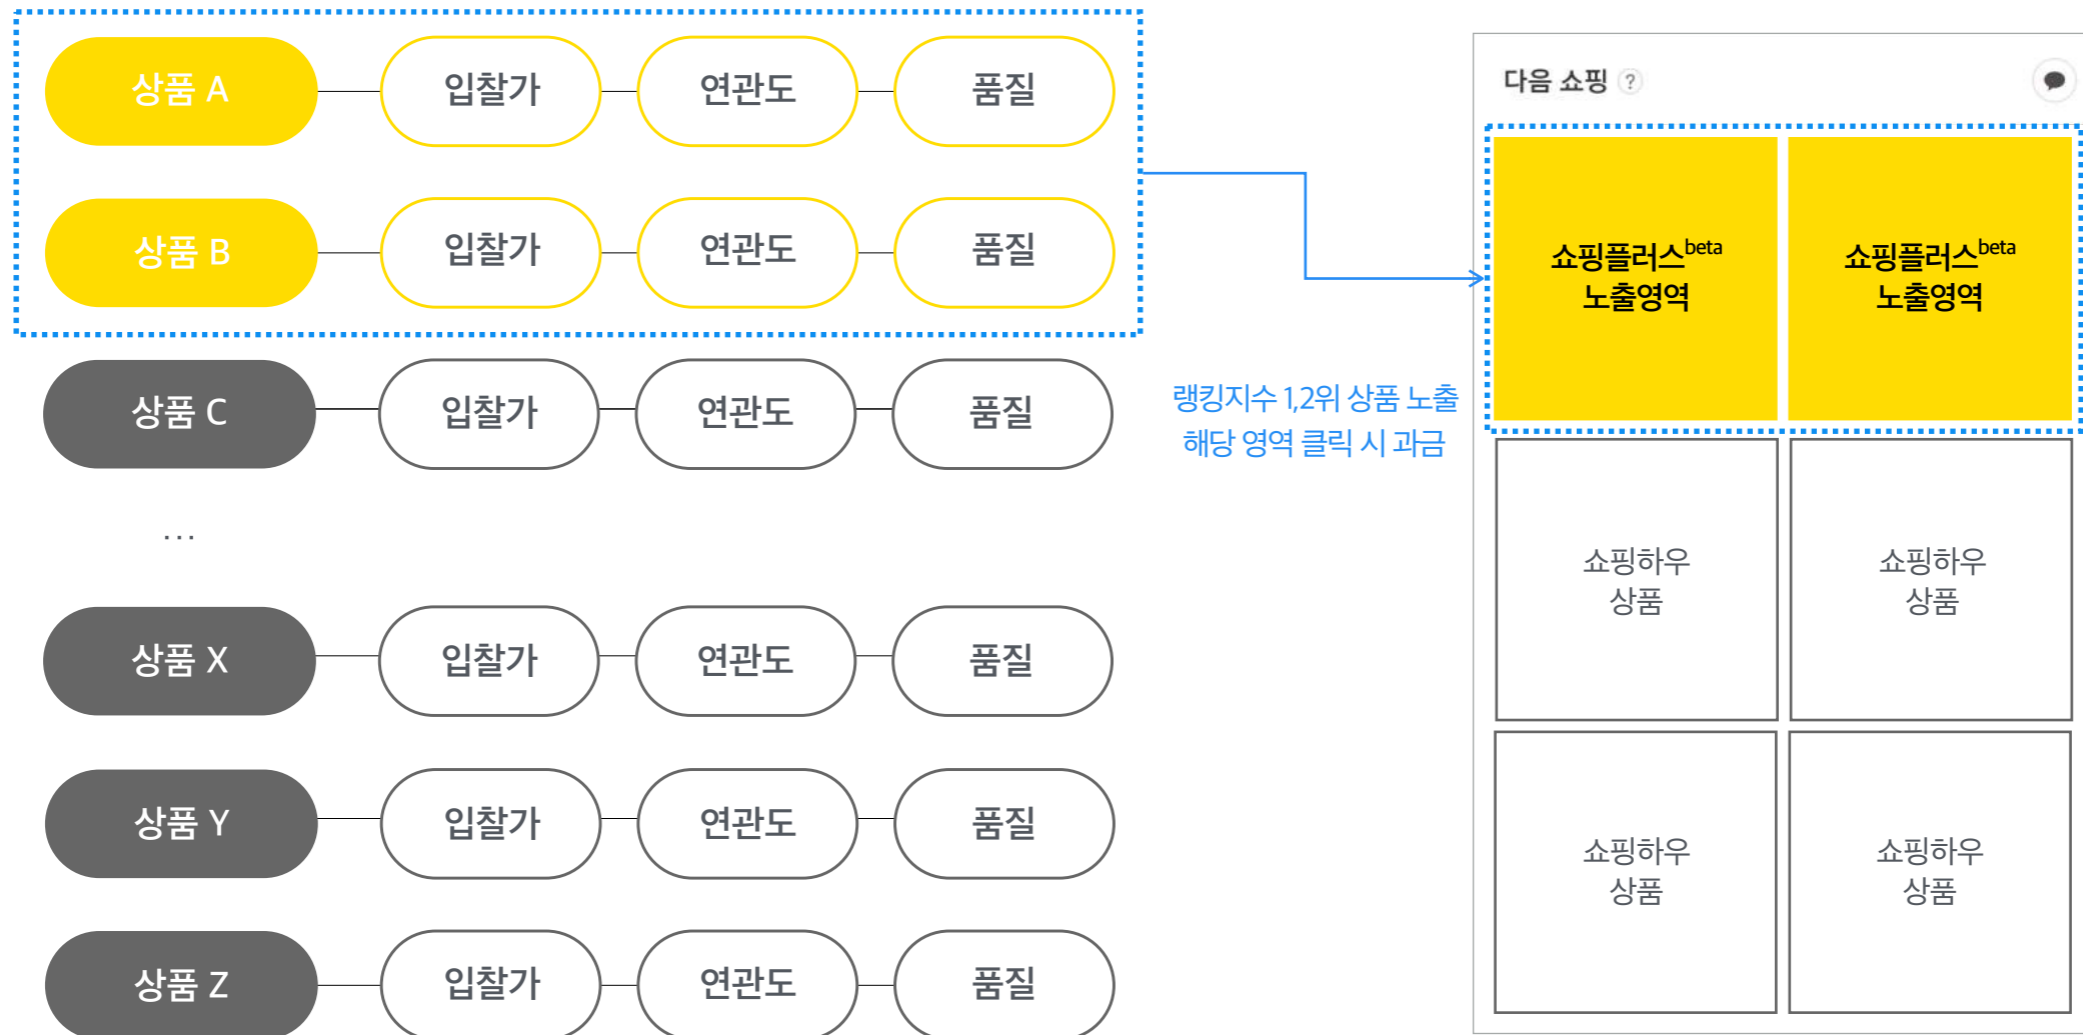 상품 A 입찰가 연관도 품질
상품 B 입찰가 연관도 품질
상품 C 입찰가 연관도 품질
...
상품 X 입찰가 연관도 품질
상품 Y 입찰가 연관도 품질
상품 Z 입찰가 연관도 품질
랭킹지수 1,2위 상품 노출
해당 영역 클릭 시 과금
다음 쇼핑 ?
쇼핑플러스beta
노출영역
쇼핑플러스beta
노출영역
쇼핑하우
상품
쇼핑하우
상품
쇼핑하우
상품
쇼핑하우
상품